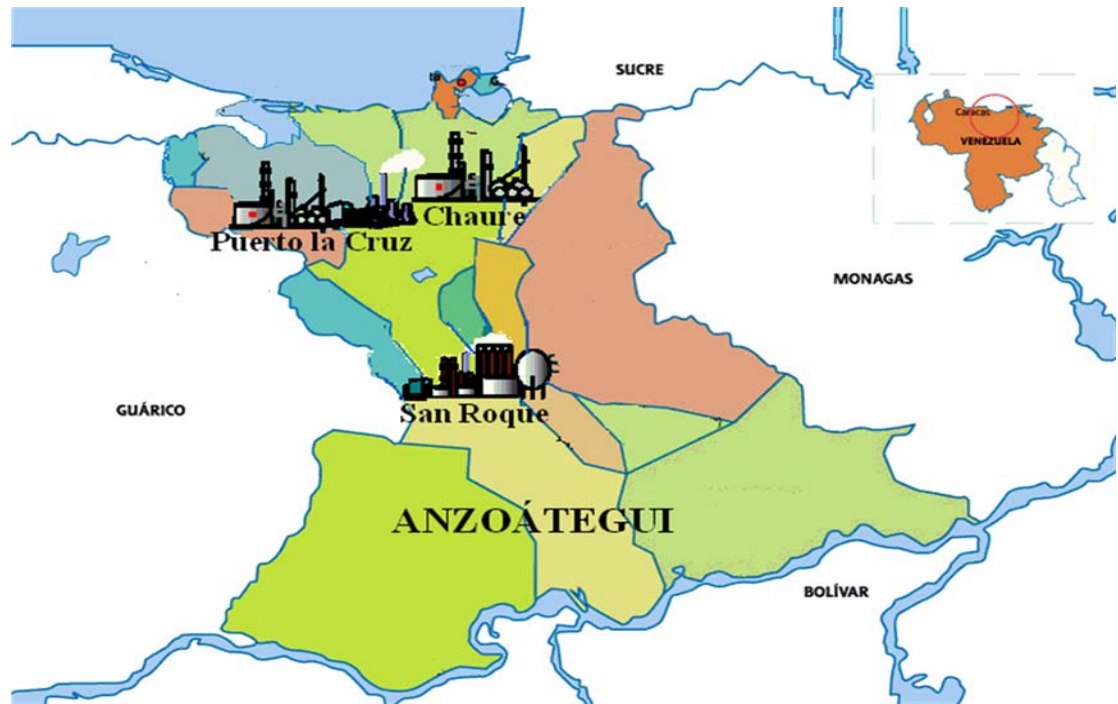 SUCRE
Caracas
VENEZUELA
Chaure
Puerto la Cruz
MONAGAS
GUÁRICO
San Roque
ANZOÁTEGUI
BOLÍVAR